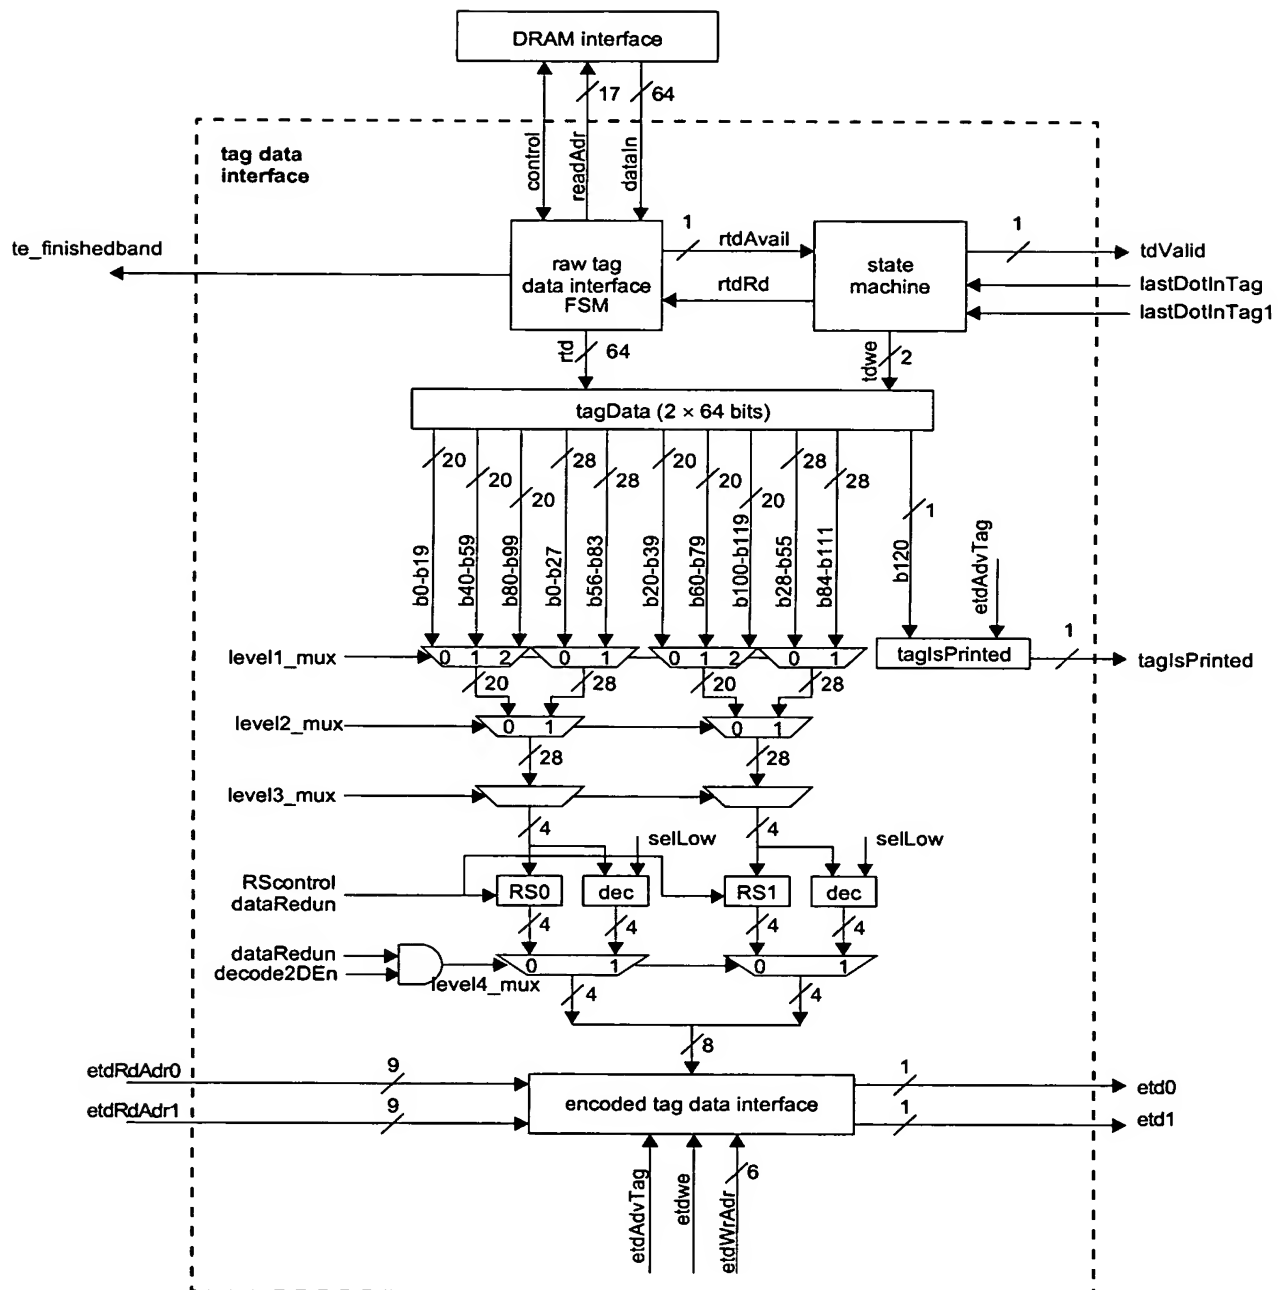 DRAM interface
17
64
control
readAdr
dataIn
tag data
interface
te_finishedband
raw tag
data interface
FSM
1
rtdAvail
rtdRd
state
machine
1
tdValid
lastDotInTag
lastDotInTag1
rtd
64
tdwe
2
tagData (2 × 64 bits)
20
20
20
28
28
20
20
20
28
28
1
b0-b19
b40-b59
b80-b99
b0-b27
b56-b83
b20-b39
b60-b79
b100-b119
b28-b55
b84-b111
b120
etdAdvTag
level1_mux
0 1 2
0 1
0 1 2
0 1
tagIsPrinted
1
tagIsPrinted
20
28
20
28
level2_mux
0 1
0 1
28
28
level3_mux
4
selLow
4
selLow
RScontrol
dataRedun
RS0
dec
RS1
dec
4
4
4
4
dataRedun
decode2DEn
level4_mux
0 1
0 1
4
4
8
etdRdAdr0
9
etdRdAdr1
9
encoded tag data interface
1
etd0
1
etd1
etdAdvTag
etdwe
etdWrAdr
6